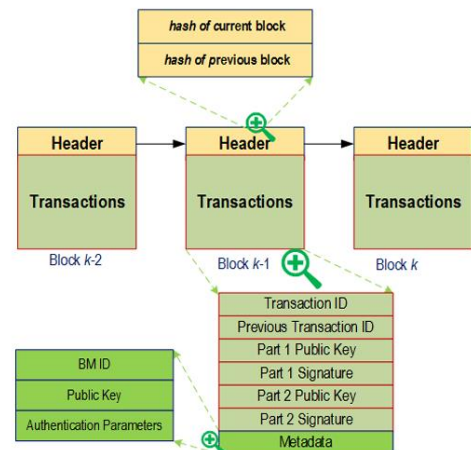 hash of current block
hash of previous block
Header
Header
Header
Transactions
Transactions
Transactions
Block k-2
Block k-1
Block k
Transaction ID
Previous Transaction ID
Part 1 Public Key
Part 1 Signature
Part 2 Public Key
Part 2 Signature
Metadata
BM ID
Public Key
Authentication Parameters